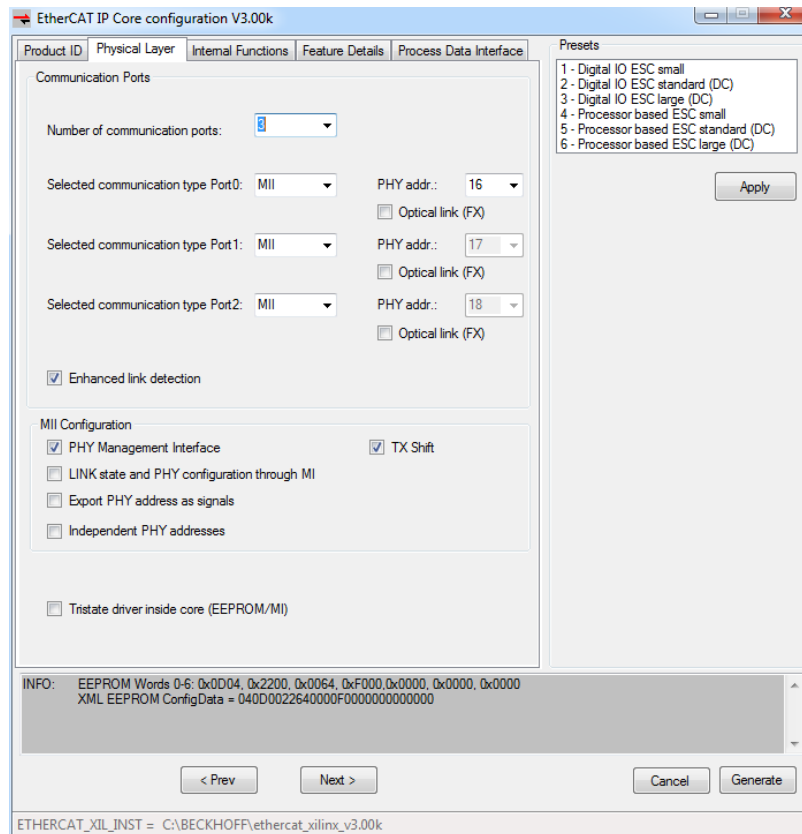 EtherCAT IP Core configuration V3.00k
Product ID Physical Layer Internal Functions Feature Details Process Data Interface
Communication Ports
Number of communication ports: 3
Selected communication type Port0: MII PHY addr.: 16
Optical link (FX)
Selected communication type Port1: MII PHY addr.: 17
Optical link (FX)
Selected communication type Port2: MII PHY addr.: 18
Optical link (FX)
Enhanced link detection
MII Configuration
PHY Management Interface TX Shift
LINK state and PHY configuration through MI
Export PHY address as signals
Independent PHY addresses
Tristate driver inside core (EEPROM/MI)
Presets
1 - Digital IO ESC small
2 - Digital IO ESC standard (DC)
3 - Digital IO ESC large (DC)
4 - Processor based ESC small
5 - Processor based ESC standard (DC)
6 - Processor based ESC large (DC)
Apply
INFO: EEPROM Words 0-6: 0x0D04, 0x2200, 0x0064, 0xF000,0x0000, 0x0000, 0x0000
XML EEPROM ConfigData = 040D0022640000F0000000000000
< Prev Next > Cancel Generate
ETHERCAT_XIL_INST = C:\BECKHOFF\ethercat_xilinx_v3.00k